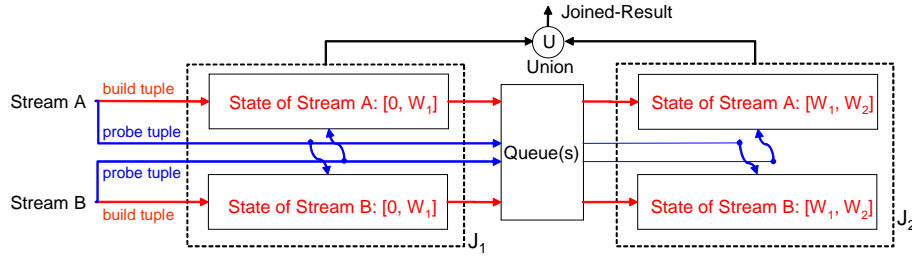 Joined-Result
U
Union
Stream A
build tuple
State of Stream A: [0, W1]
State of Stream A: [W1, W2]
probe tuple
Queue(s)
probe tuple
Stream B
build tuple
State of Stream B: [0, W1]
State of Stream B: [W1, W2]
J1
J2